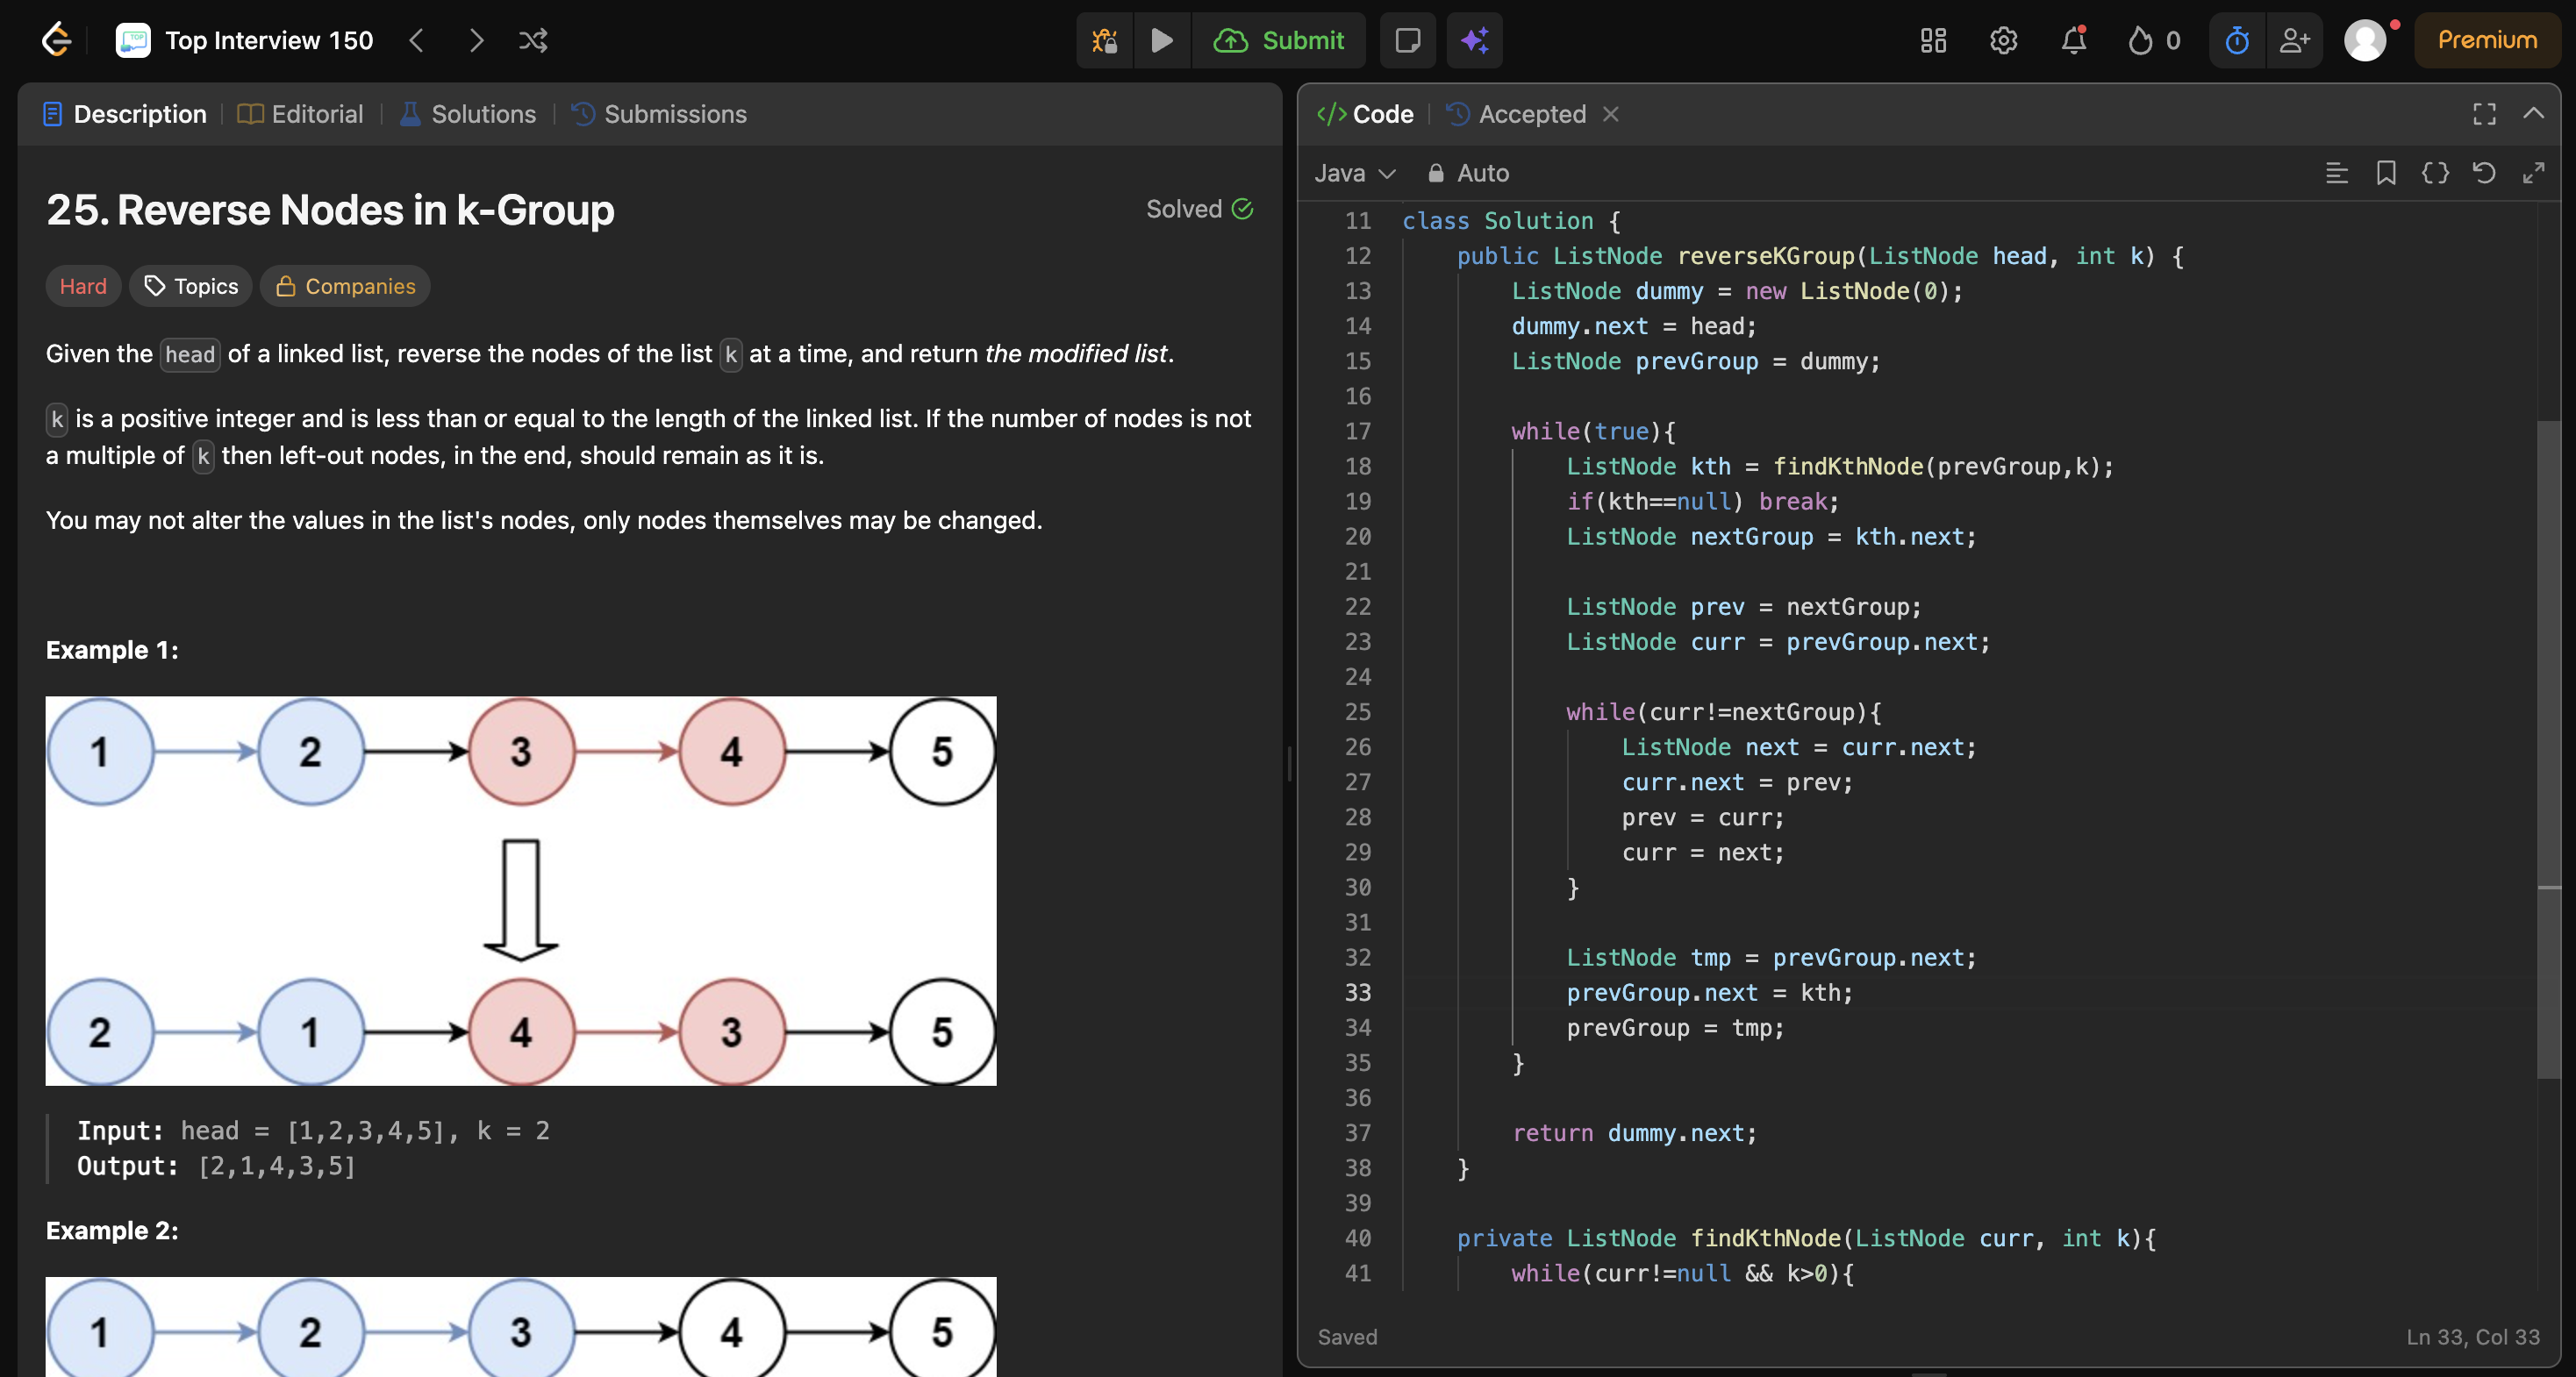 Top Interview 150
Submit
0
Premium
Description
Editorial
Solutions
Submissions
25. Reverse Nodes in k-Group
Solved
Hard
Topics
Companies
Given the head of a linked list, reverse the nodes of the list k at a time, and return the modified list.
k is a positive integer and is less than or equal to the length of the linked list. If the number of nodes is not
a multiple of k then left-out nodes, in the end, should remain as it is.
You may not alter the values in the list's nodes, only nodes themselves may be changed.
Example 1:
1 2 3 4 5
2 1 4 3 5
Input: head = [1,2,3,4,5], k = 2
Output: [2,1,4,3,5]
Example 2:
1 2 3 4 5
</> Code
Accepted
Java
Auto
11 class Solution {
12 public ListNode reverseKGroup(ListNode head, int k) {
13 ListNode dummy = new ListNode(0);
14 dummy.next = head;
15 ListNode prevGroup = dummy;
16
17 while(true){
18 ListNode kth = findKthNode(prevGroup,k);
19 if(kth==null) break;
20 ListNode nextGroup = kth.next;
21
22 ListNode prev = nextGroup;
23 ListNode curr = prevGroup.next;
24
25 while(curr!=nextGroup){
26 ListNode next = curr.next;
27 curr.next = prev;
28 prev = curr;
29 curr = next;
30 }
31
32 ListNode tmp = prevGroup.next;
33 prevGroup.next = kth;
34 prevGroup = tmp;
35 }
36
37 return dummy.next;
38 }
39
40 private ListNode findKthNode(ListNode curr, int k){
41 while(curr!=null && k>0){
Saved
Ln 33, Col 33